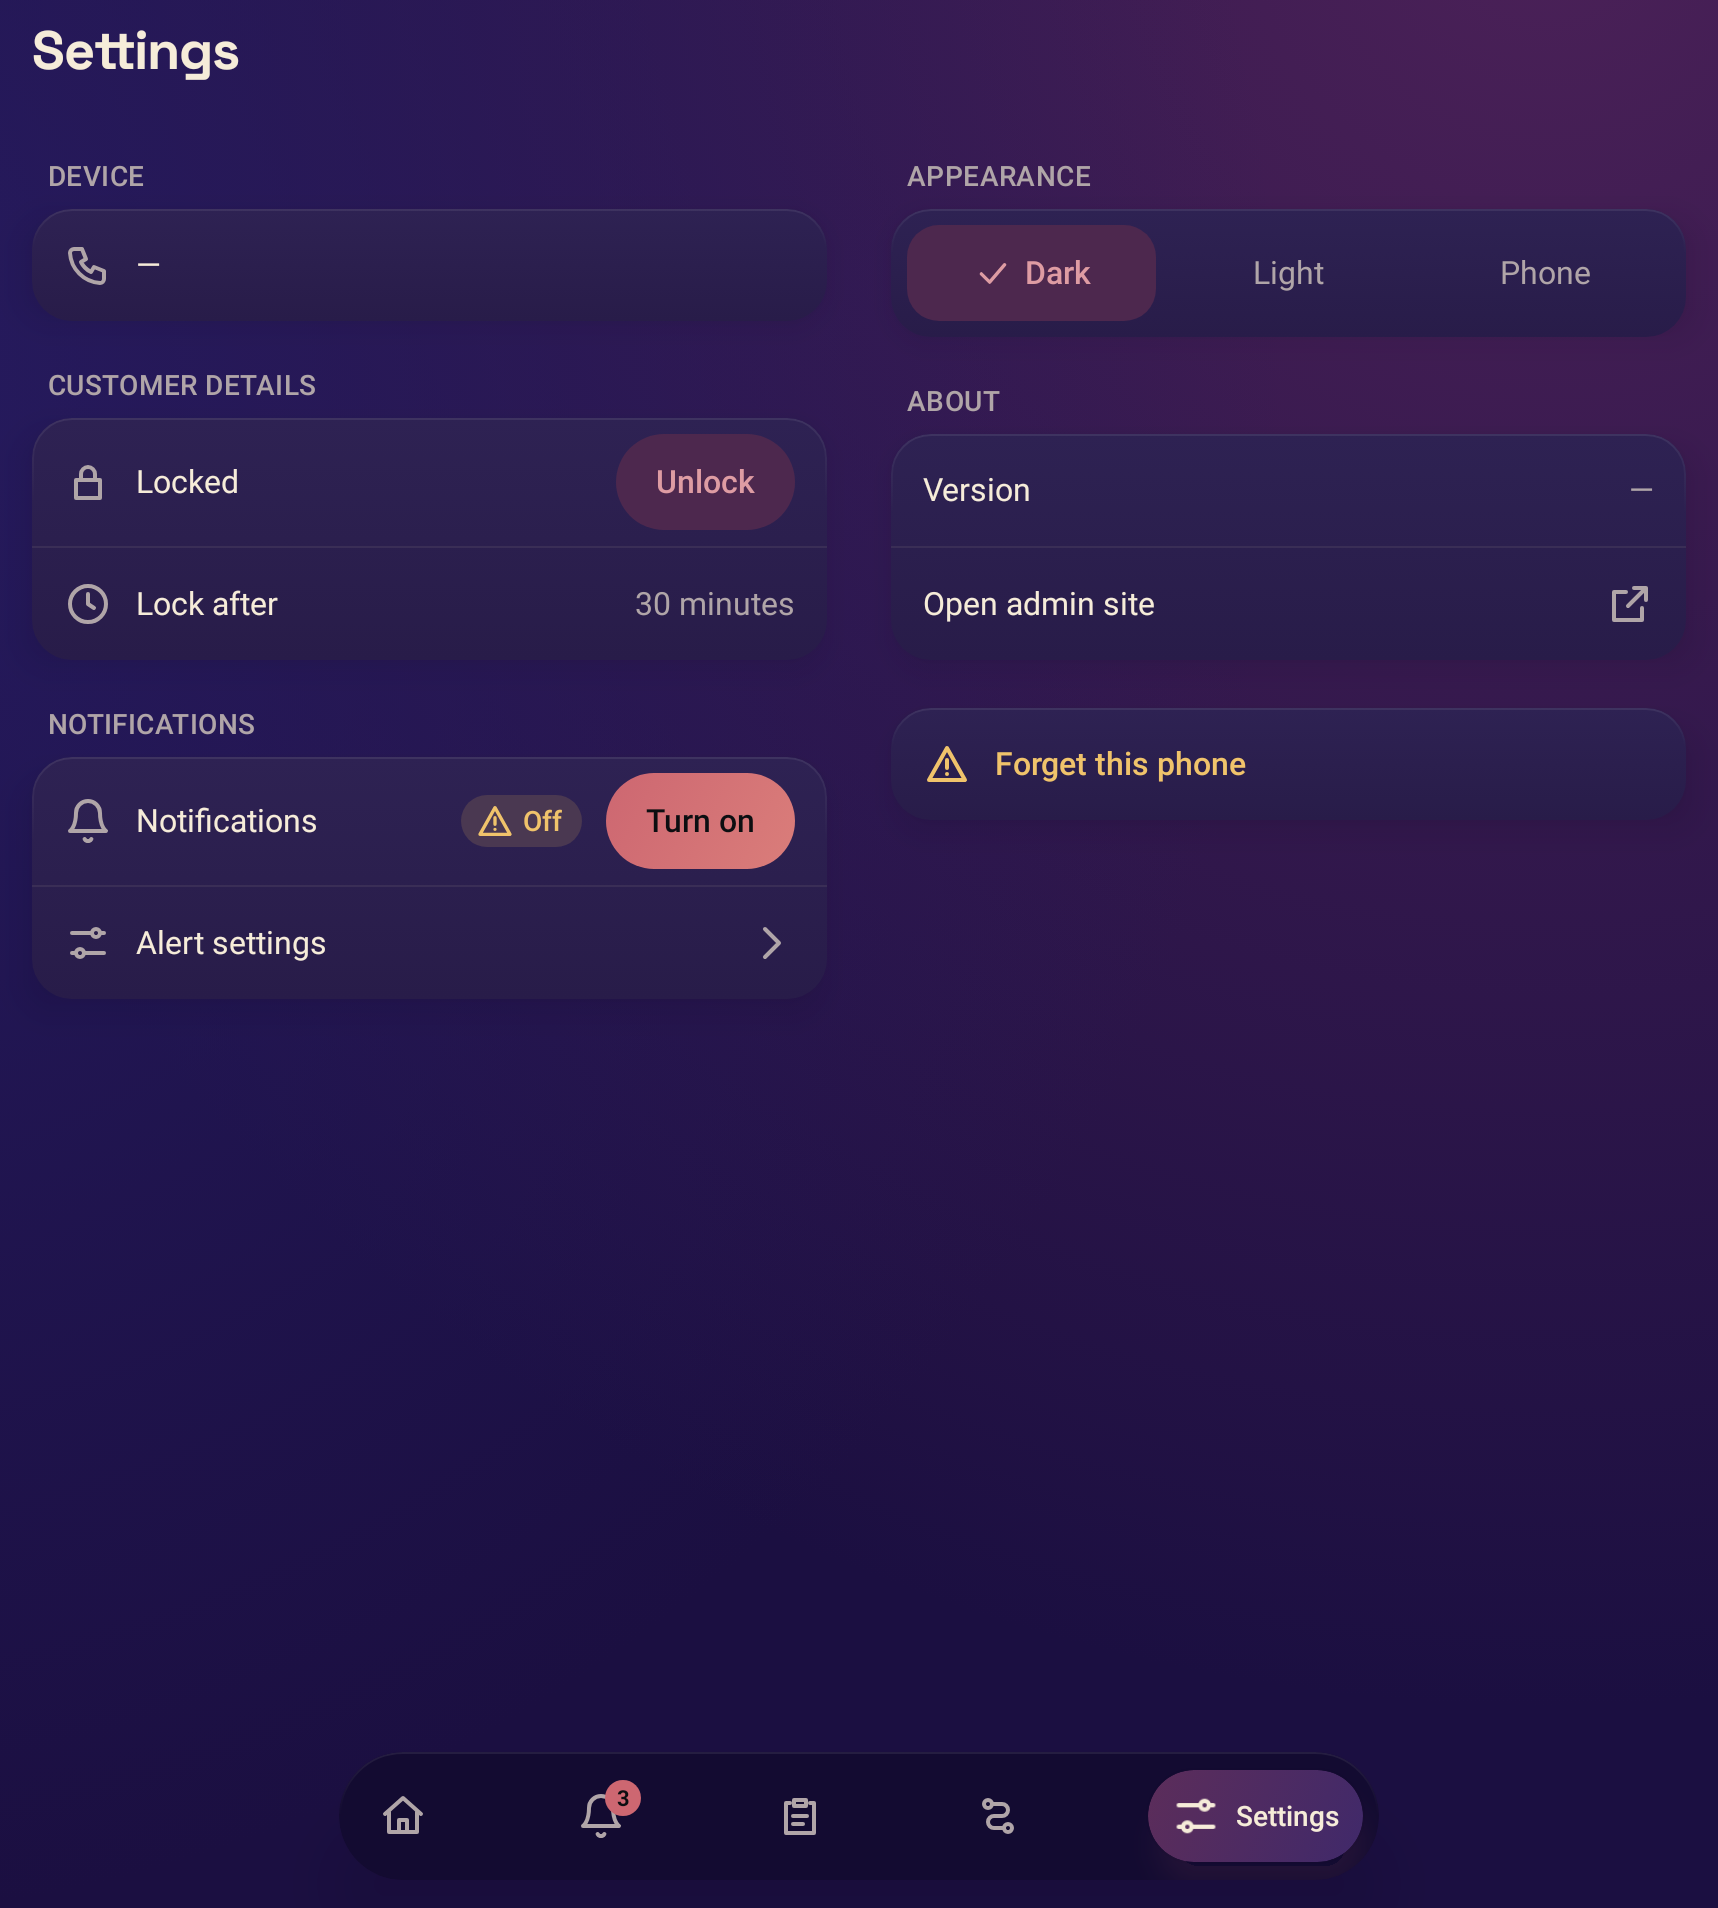 Settings
DEVICE
–
CUSTOMER DETAILS
Locked
Unlock
Lock after
30 minutes
NOTIFICATIONS
Notifications
Off
Turn on
Alert settings
APPEARANCE
Dark
Light
Phone
ABOUT
Version
–
Open admin site
Forget this phone
3
Settings